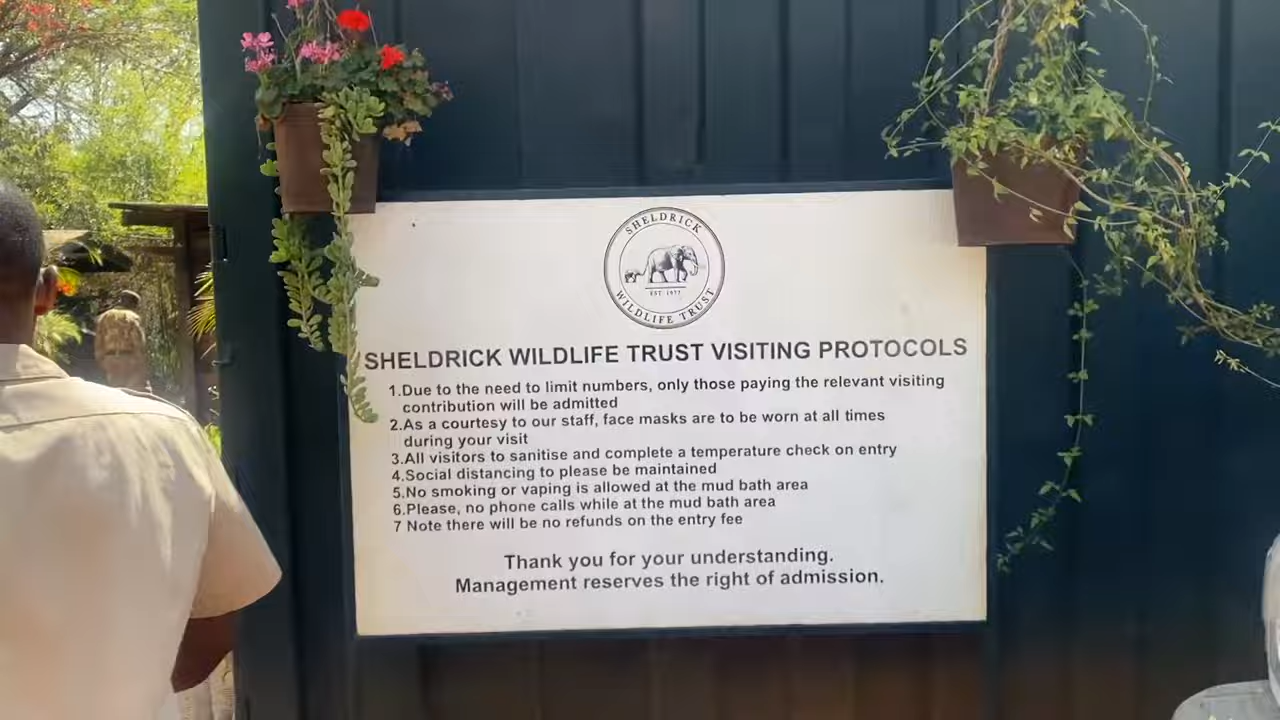 SHELDRICK
EST 1977
WILDLIFE TRUST
SHELDRICK WILDLIFE TRUST VISITING PROTOCOLS
1.Due to the need to limit numbers, only those paying the relevant visiting
contribution will be admitted
2.As a courtesy to our staff, face masks are to be worn at all times
during your visit
3.All visitors to sanitise and complete a temperature check on entry
4.Social distancing to please be maintained
5.No smoking or vaping is allowed at the mud bath area
6.Please, no phone calls while at the mud bath area
7 Note there will be no refunds on the entry fee
Thank you for your understanding.
Management reserves the right of admission.